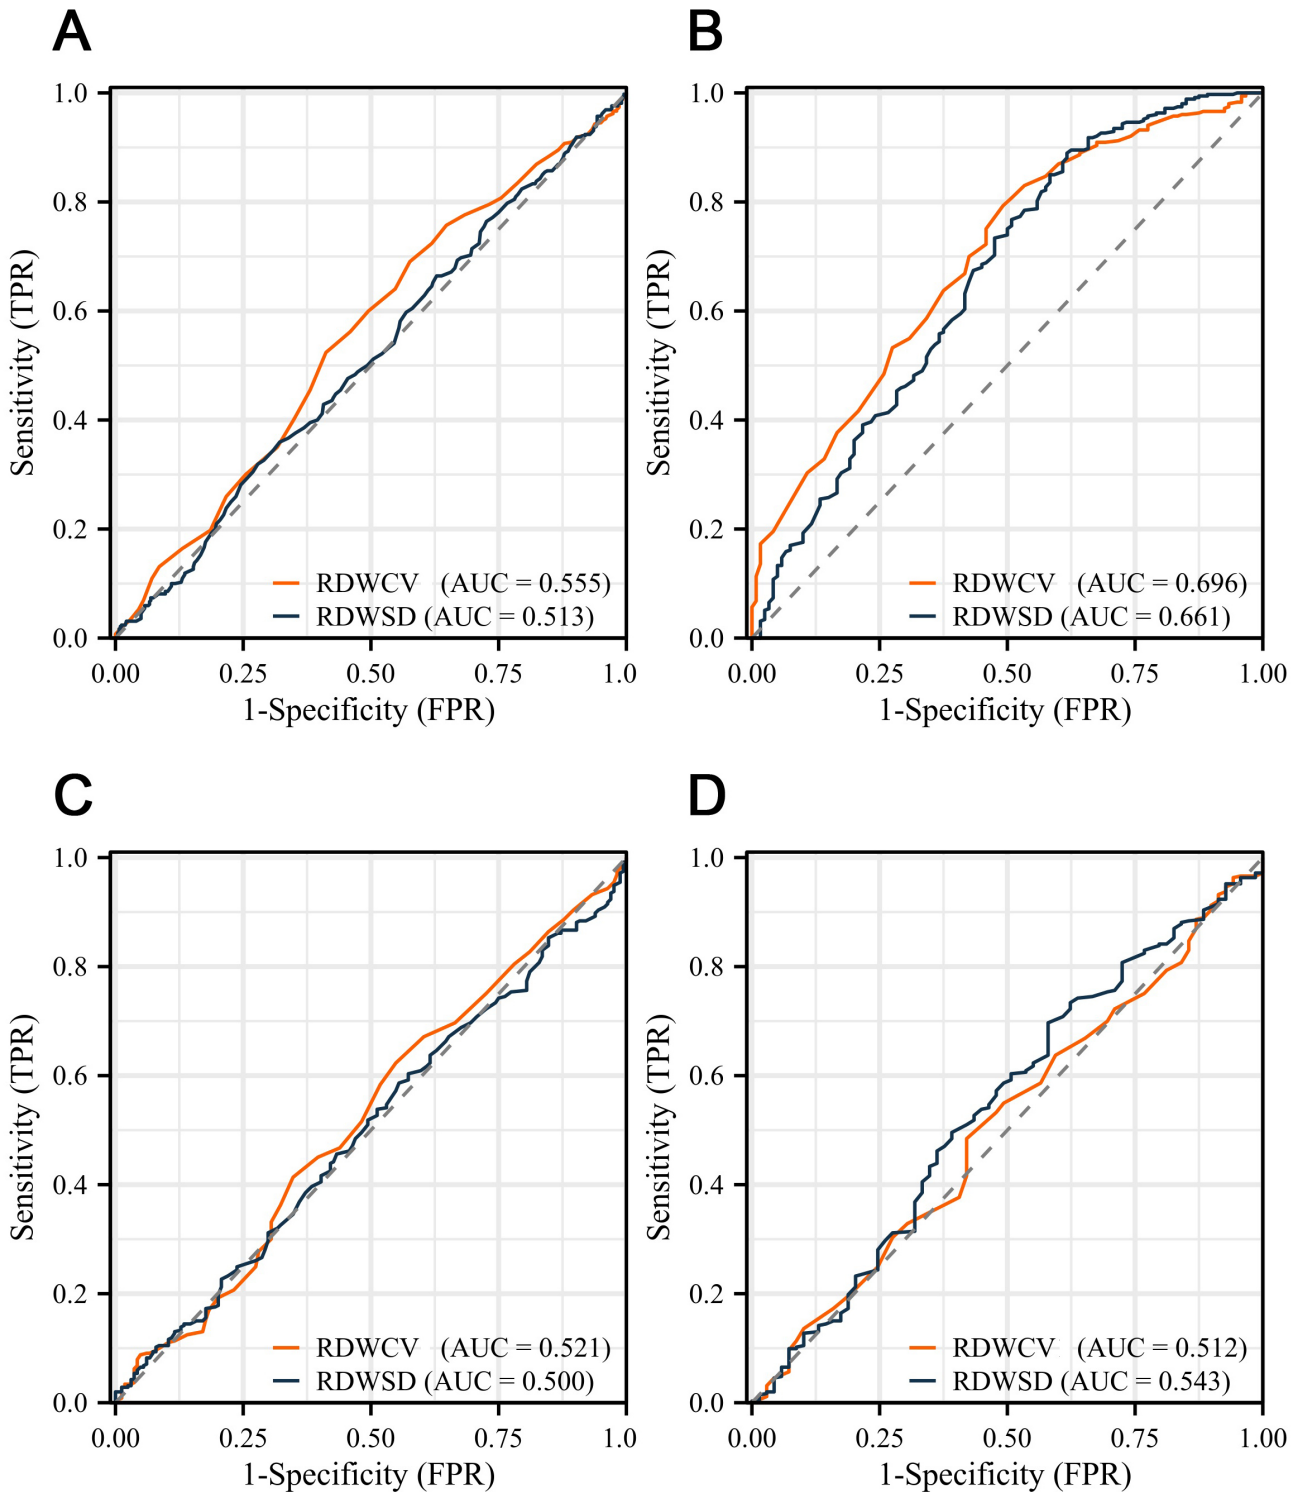 A
1.0
0.8
0.6
0.4
0.2
0.0
Sensitivity (TPR)
RDWCV (AUC = 0.555)
RDWSD (AUC = 0.513)
0.00 0.25 0.50 0.75 1.0
1-Specificity (FPR)
B
1.0
0.8
0.6
0.4
0.2
0.0
Sensitivity (TPR)
RDWCV (AUC = 0.696)
RDWSD (AUC = 0.661)
0.00 0.25 0.50 0.75 1.00
1-Specificity (FPR)
C
1.0
0.8
0.6
0.4
0.2
0.0
Sensitivity (TPR)
RDWCV (AUC = 0.521)
RDWSD (AUC = 0.500)
0.00 0.25 0.50 0.75 1.0
1-Specificity (FPR)
D
1.0
0.8
0.6
0.4
0.2
0.0
Sensitivity (TPR)
RDWCV (AUC = 0.512)
RDWSD (AUC = 0.543)
0.00 0.25 0.50 0.75 1.00
1-Specificity (FPR)